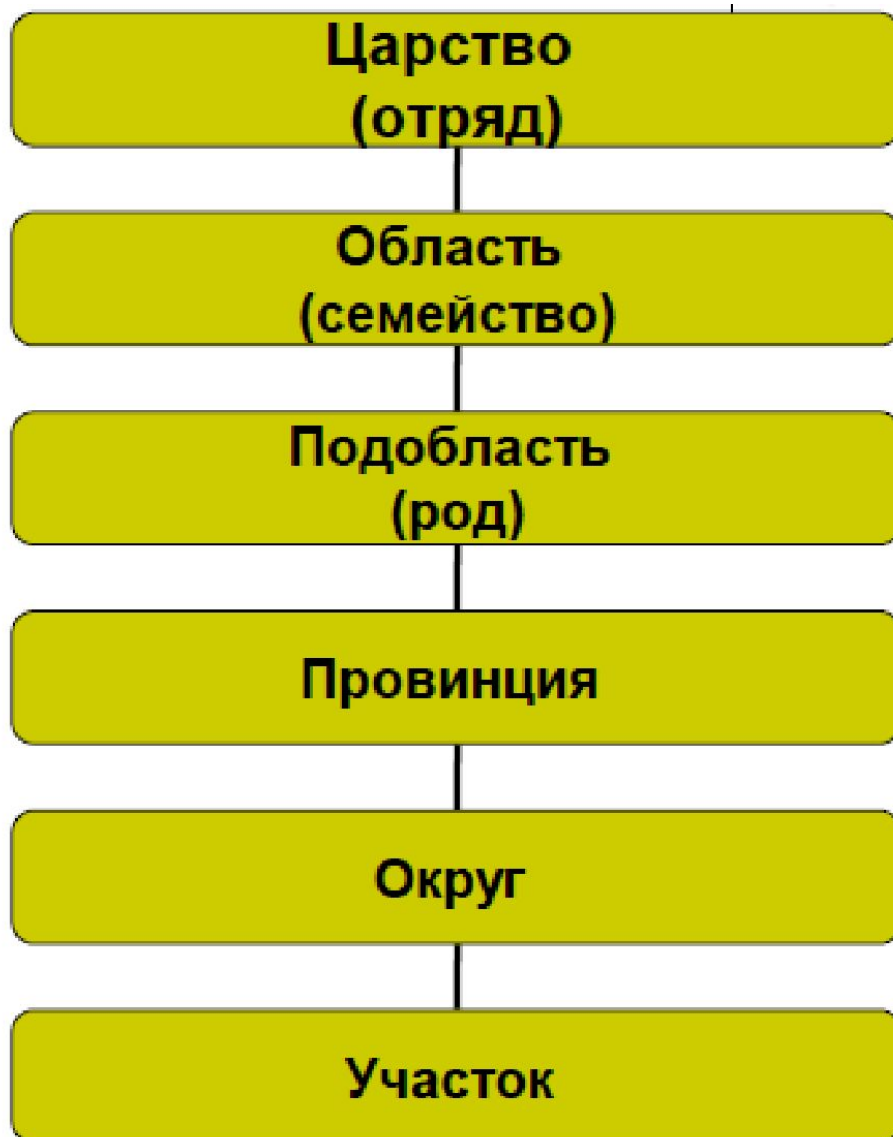 Царство
(отряд)
Область
(семейство)
Подобласть
(род)
Провинция
Округ
Участок